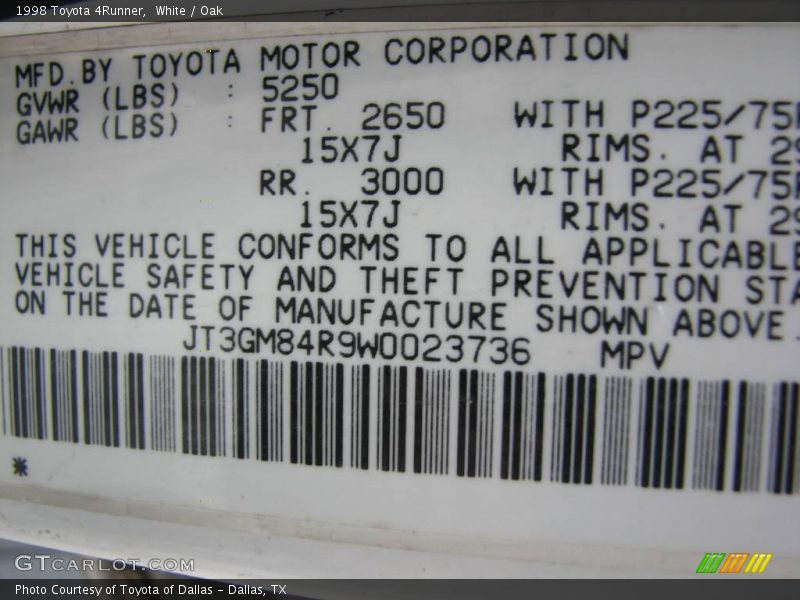 1998 Toyota 4Runner,  White / Oak
MFD.BY TOYOTA MOTOR CORPORATION
GVWR (LBS) : 5250
GAWR (LBS) : FRT. 2650 WITH P225/75
15X7J RIMS. AT 29
RR. 3000 WITH P225/75
15X7J RIMS. AT 29
THIS VEHICLE CONFORMS TO ALL APPLICABLE
VEHICLE SAFETY AND THEFT PREVENTION STA
ON THE DATE OF MANUFACTURE SHOWN ABOVE.
JT3GM84R9W0023736 MPV
*
GTCARLOT.COM
Photo Courtesy of Toyota of Dallas - Dallas, TX